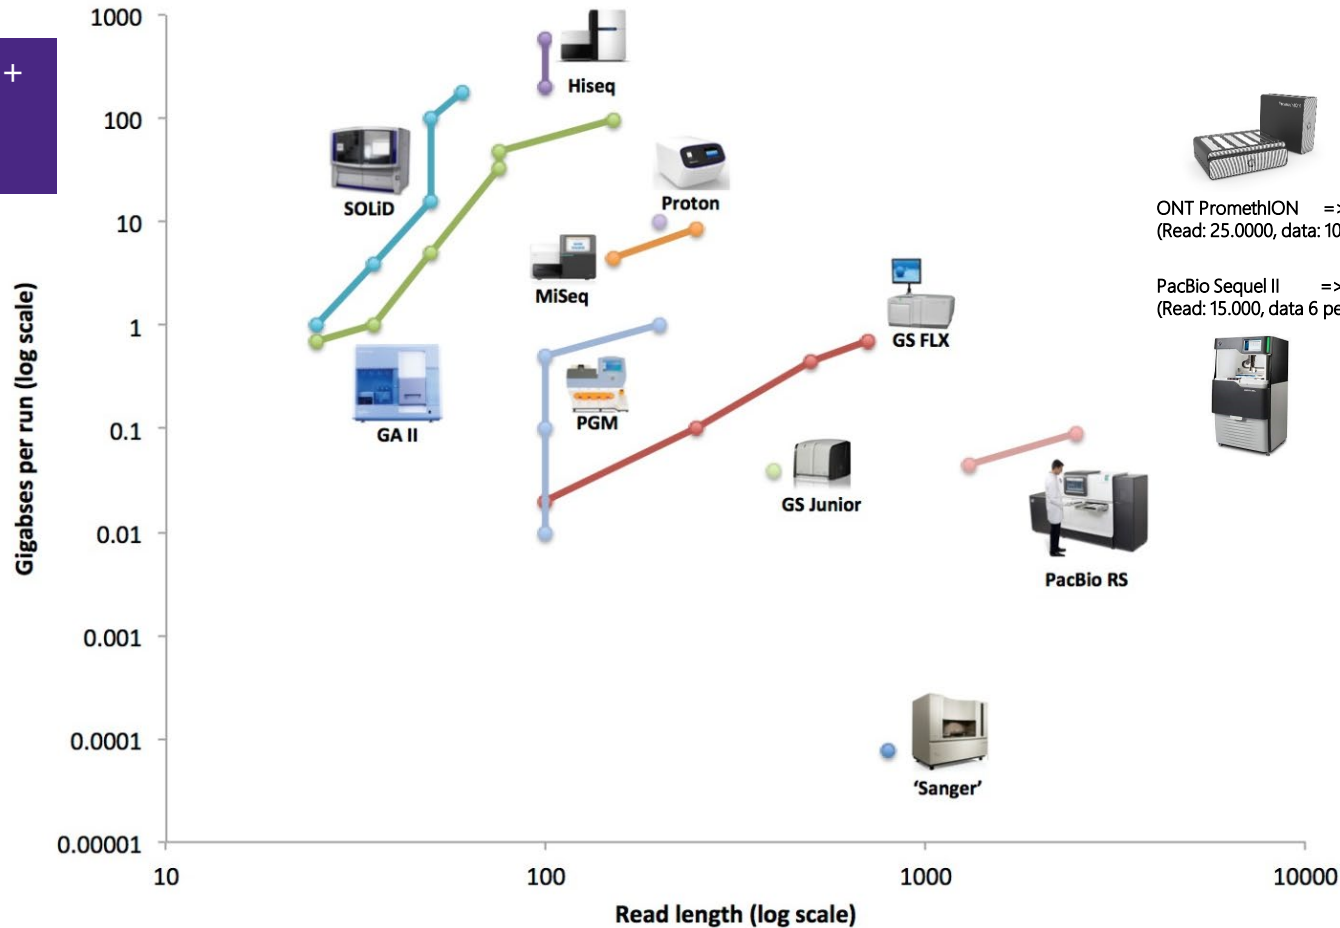 +
1000
100
10
1
0.1
0.01
0.001
0.0001
0.00001
Gigabses per run (log scale)
10
100
1000
10000
Read length (log scale)
Hiseq
SOLiD
Proton
MiSeq
GA II
PGM
GS FLX
GS Junior
PacBio RS
‘Sanger’
ONT PromethION =>
(Read: 25.0000, data: 10
PacBio Sequel II =>
(Read: 15.000, data 6 pe